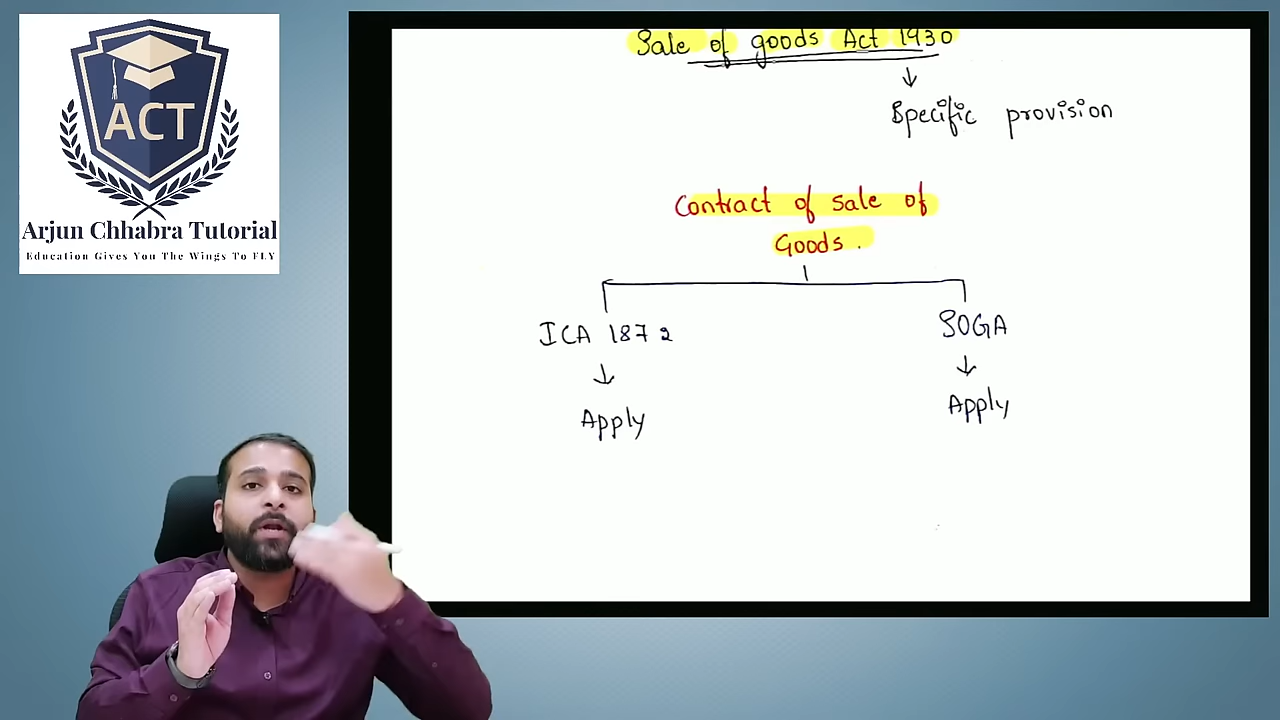 ACT
Arjun Chhabra Tutorial
Education Gives You The Wings To FLY
Sale of goods Act 1930
Specific provision
Contract of sale of
Goods.
ICA 1872
SOGA
Apply
Apply